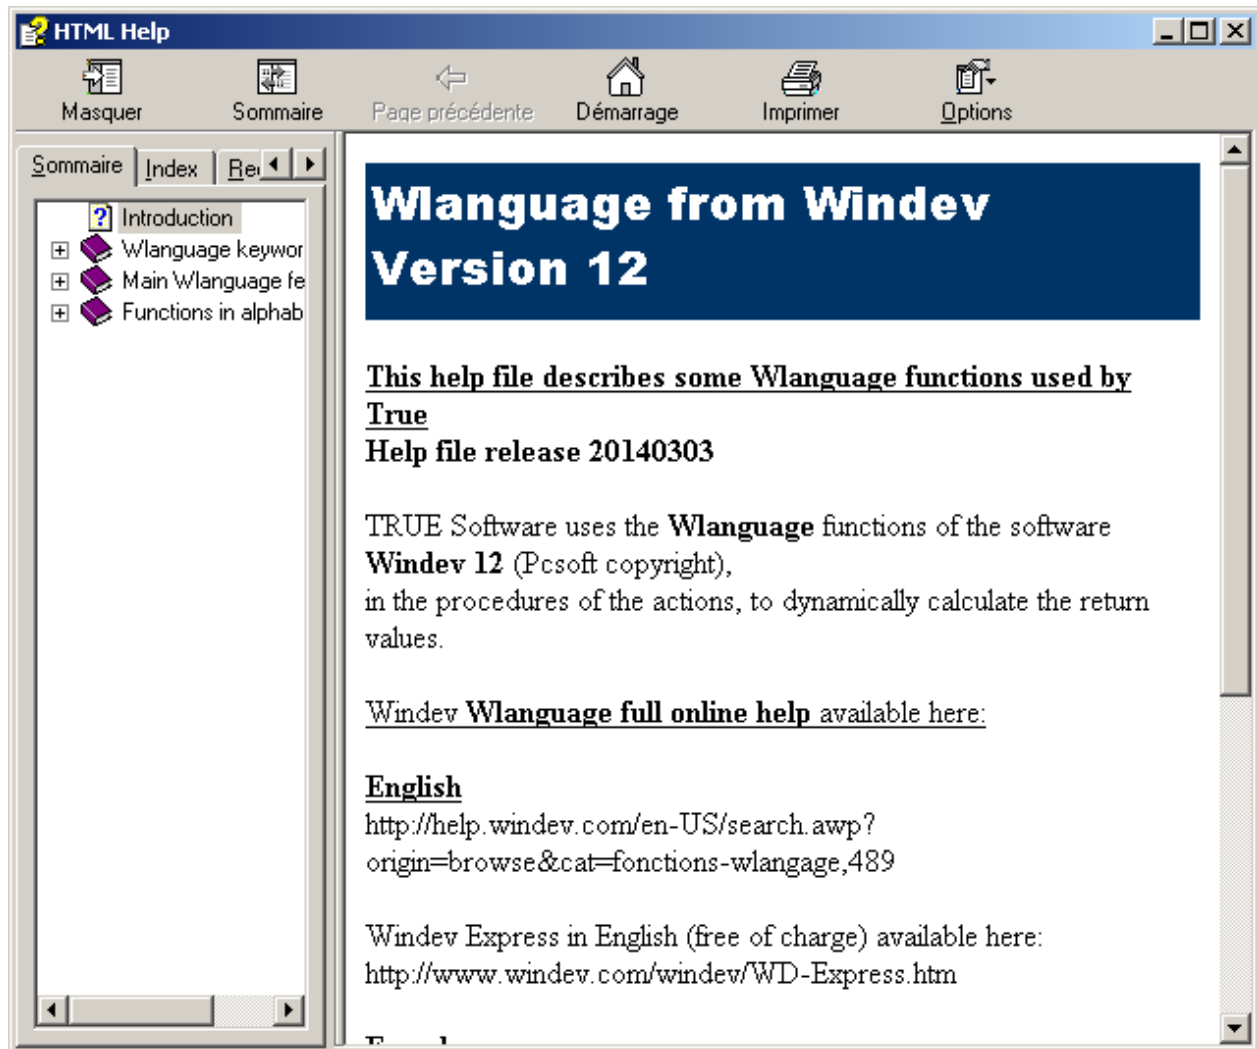 HTML Help
Masquer
Sommaire
Page précédente
Démarrage
Imprimer
Options
Sommaire
Index
Introduction
Wlanguage keywor
Main Wlanguage fe
Functions in alphab
Wlanguage from Windev
Version 12
This help file describes some Wlanguage functions used by
True
Help file release 20140303
TRUE Software uses the Wlanguage functions of the software
Windev 12 (Pcsoft copyright),
in the procedures of the actions, to dynamically calculate the return
values.
Windev Wlanguage full online help available here:
English
http://help.windev.com/en-US/search.awp?
origin=browse&cat=fonctions-wlangage,489
Windev Express in English (free of charge) available here:
http://www.windev.com/windev/WD-Express.htm